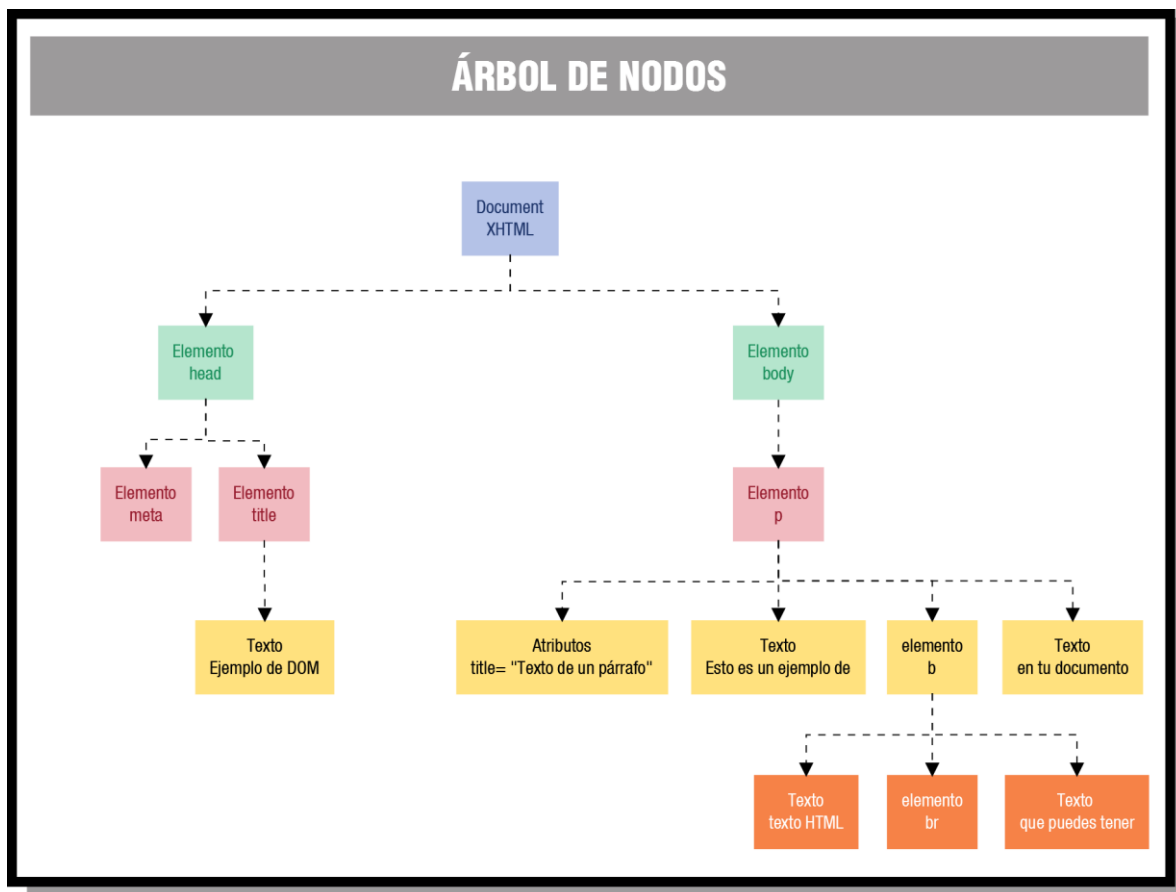 ÁRBOL DE NODOS
Document
XHTML
Elemento
head
Elemento
body
Elemento
meta
Elemento
title
Elemento
p
Texto
Ejemplo de DOM
Atributos
title= "Texto de un párrafo"
Texto
Esto es un ejemplo de
elemento
b
Texto
en tu documento
Texto
texto HTML
elemento
br
Texto
que puedes tener